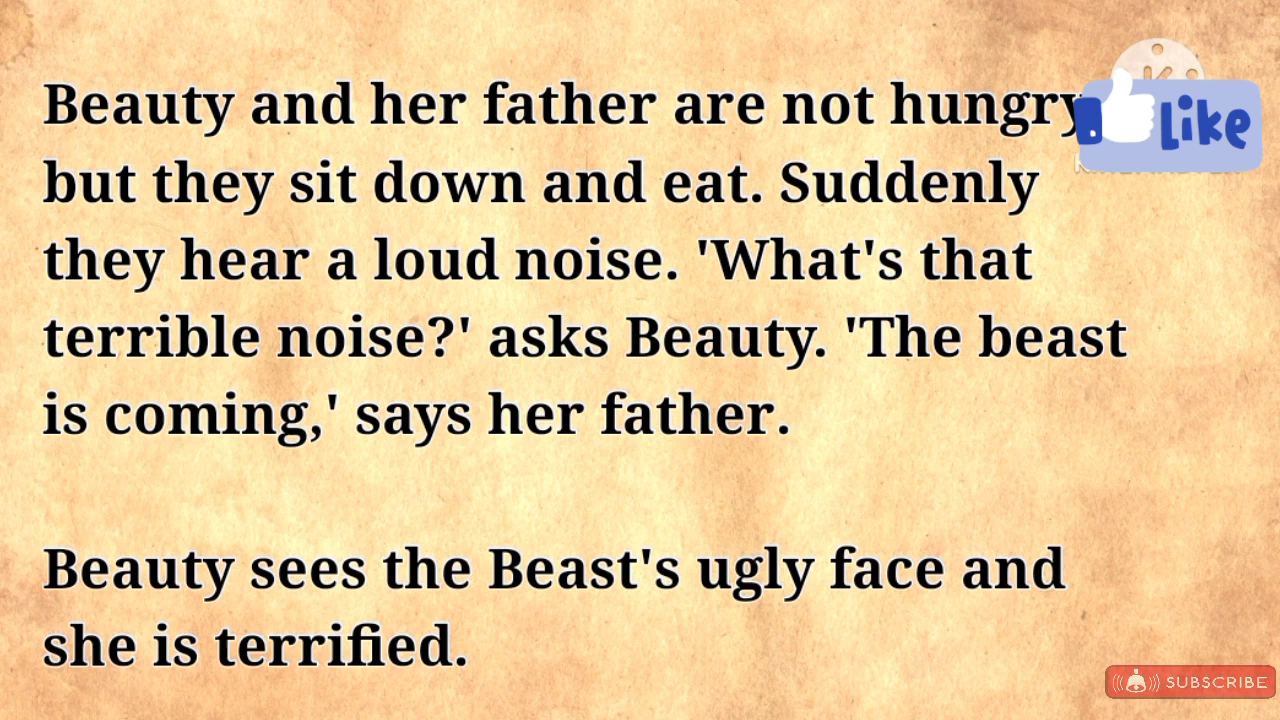 Beauty and her father are not hungry
but they sit down and eat. Suddenly
they hear a loud noise. 'What's that
terrible noise?' asks Beauty. 'The beast
is coming,' says her father.
Beauty sees the Beast's ugly face and
she is terrified.
Like
SUBSCRIBE